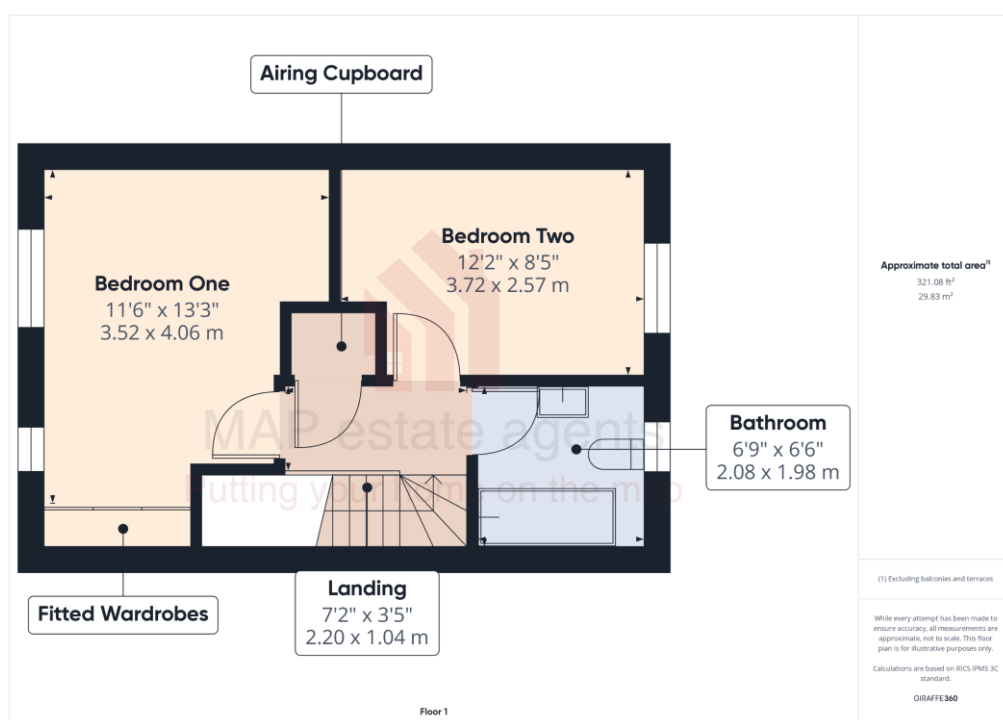 Airing Cupboard
Bedroom One
11'6" x 13'3"
3.52 x 4.06 m
Bedroom Two
12'2" x 8'5"
3.72 x 2.57 m
MAP estate agents
Putting your home on the map
Bathroom
6'9" x 6'6"
2.08 x 1.98 m
Landing
7'2" x 3'5"
2.20 x 1.04 m
Fitted Wardrobes
Floor 1
Approximate total area
321.08 ft²
29.83 m²
(1) Excluding balconies and terraces
While every attempt has been made to
ensure accuracy, all measurements are
approximate, not to scale. This floor
plan is for illustrative purposes only.
Calculations are based on RICS IPMS 3C
standard.
GIRAFFE360